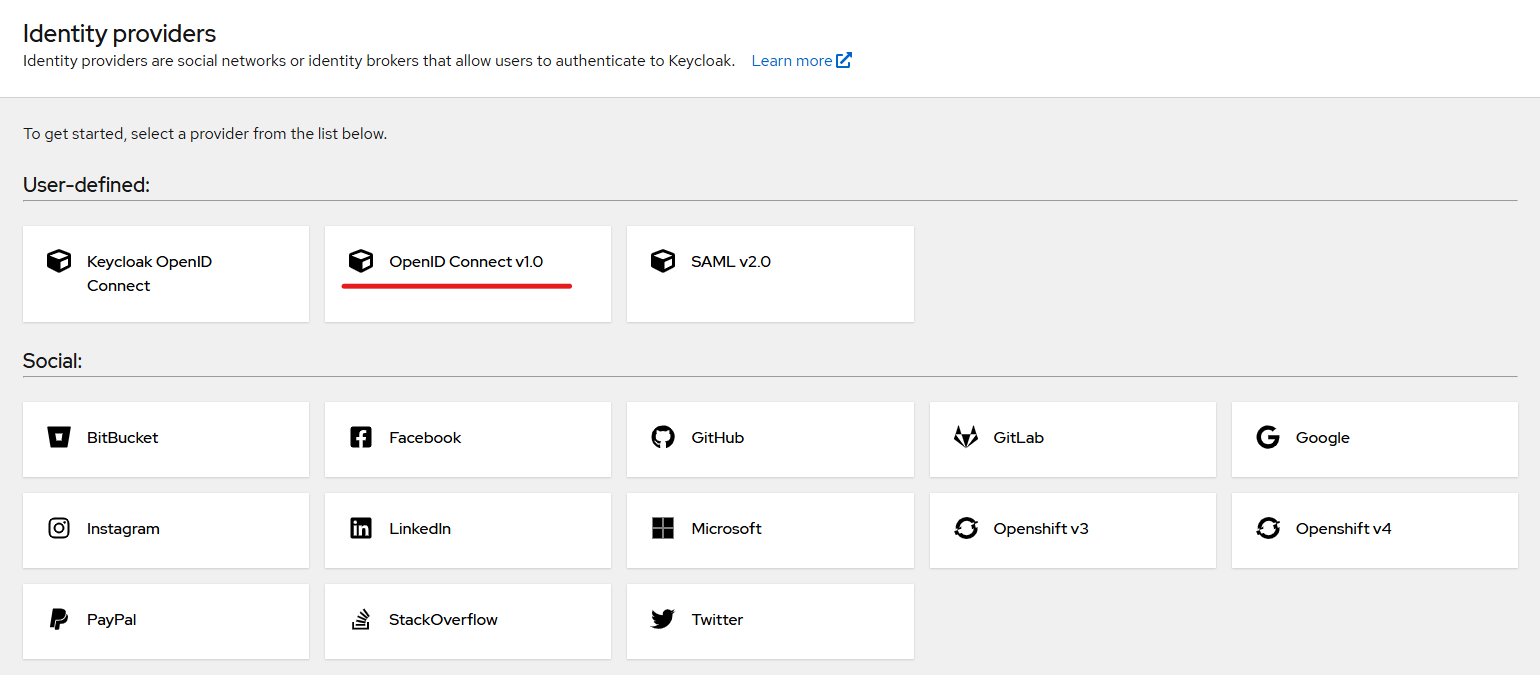 Identity providers
Identity providers are social networks or identity brokers that allow users to authenticate to Keycloak. Learn more
To get started, select a provider from the list below.
User-defined:
Keycloak OpenID
Connect
OpenID Connect v1.0
SAML v2.0
Social:
BitBucket
Facebook
GitHub
GitLab
Google
Instagram
LinkedIn
Microsoft
Openshift v3
Openshift v4
PayPal
StackOverflow
Twitter